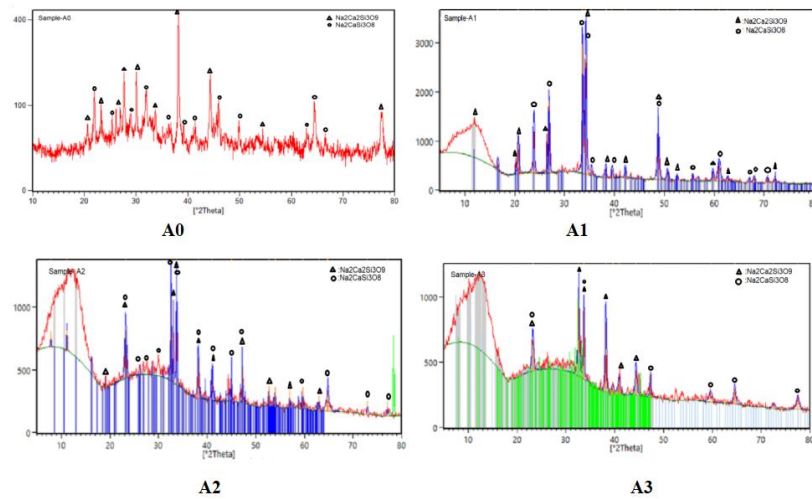 Sample-A0
:Na2Ca2Si3O9
:Na2CaSi3O8
400
100
0
10 20 30 40 50 60 70 80
[°2Theta]
A0
Sample-A1
:Na2Ca2Si3O9
:Na2CaSi3O8
3000
2000
1000
0
10 20 30 40 50 60 70 80
[°2Theta]
A1
Sample-A2
:Na2Ca2Si3O9
:Na2CaSi3O8
1000
500
0
10 20 30 40 50 60 70 80
[°2Theta]
A2
Sample-A3
:Na2Ca2Si3O9
:Na2CaSi3O8
1000
500
0
10 20 30 40 50 60 70 80
[°2Theta]
A3